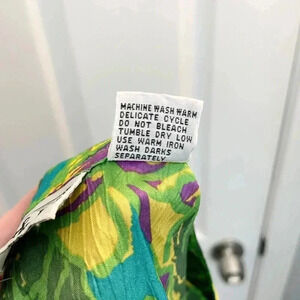 MACHINE WASH WARM
DELICATE CYCLE
DO NOT BLEACH
TUMBLE DRY LOW
USE WARM IRON
WASH DARKS
SEPARATELY